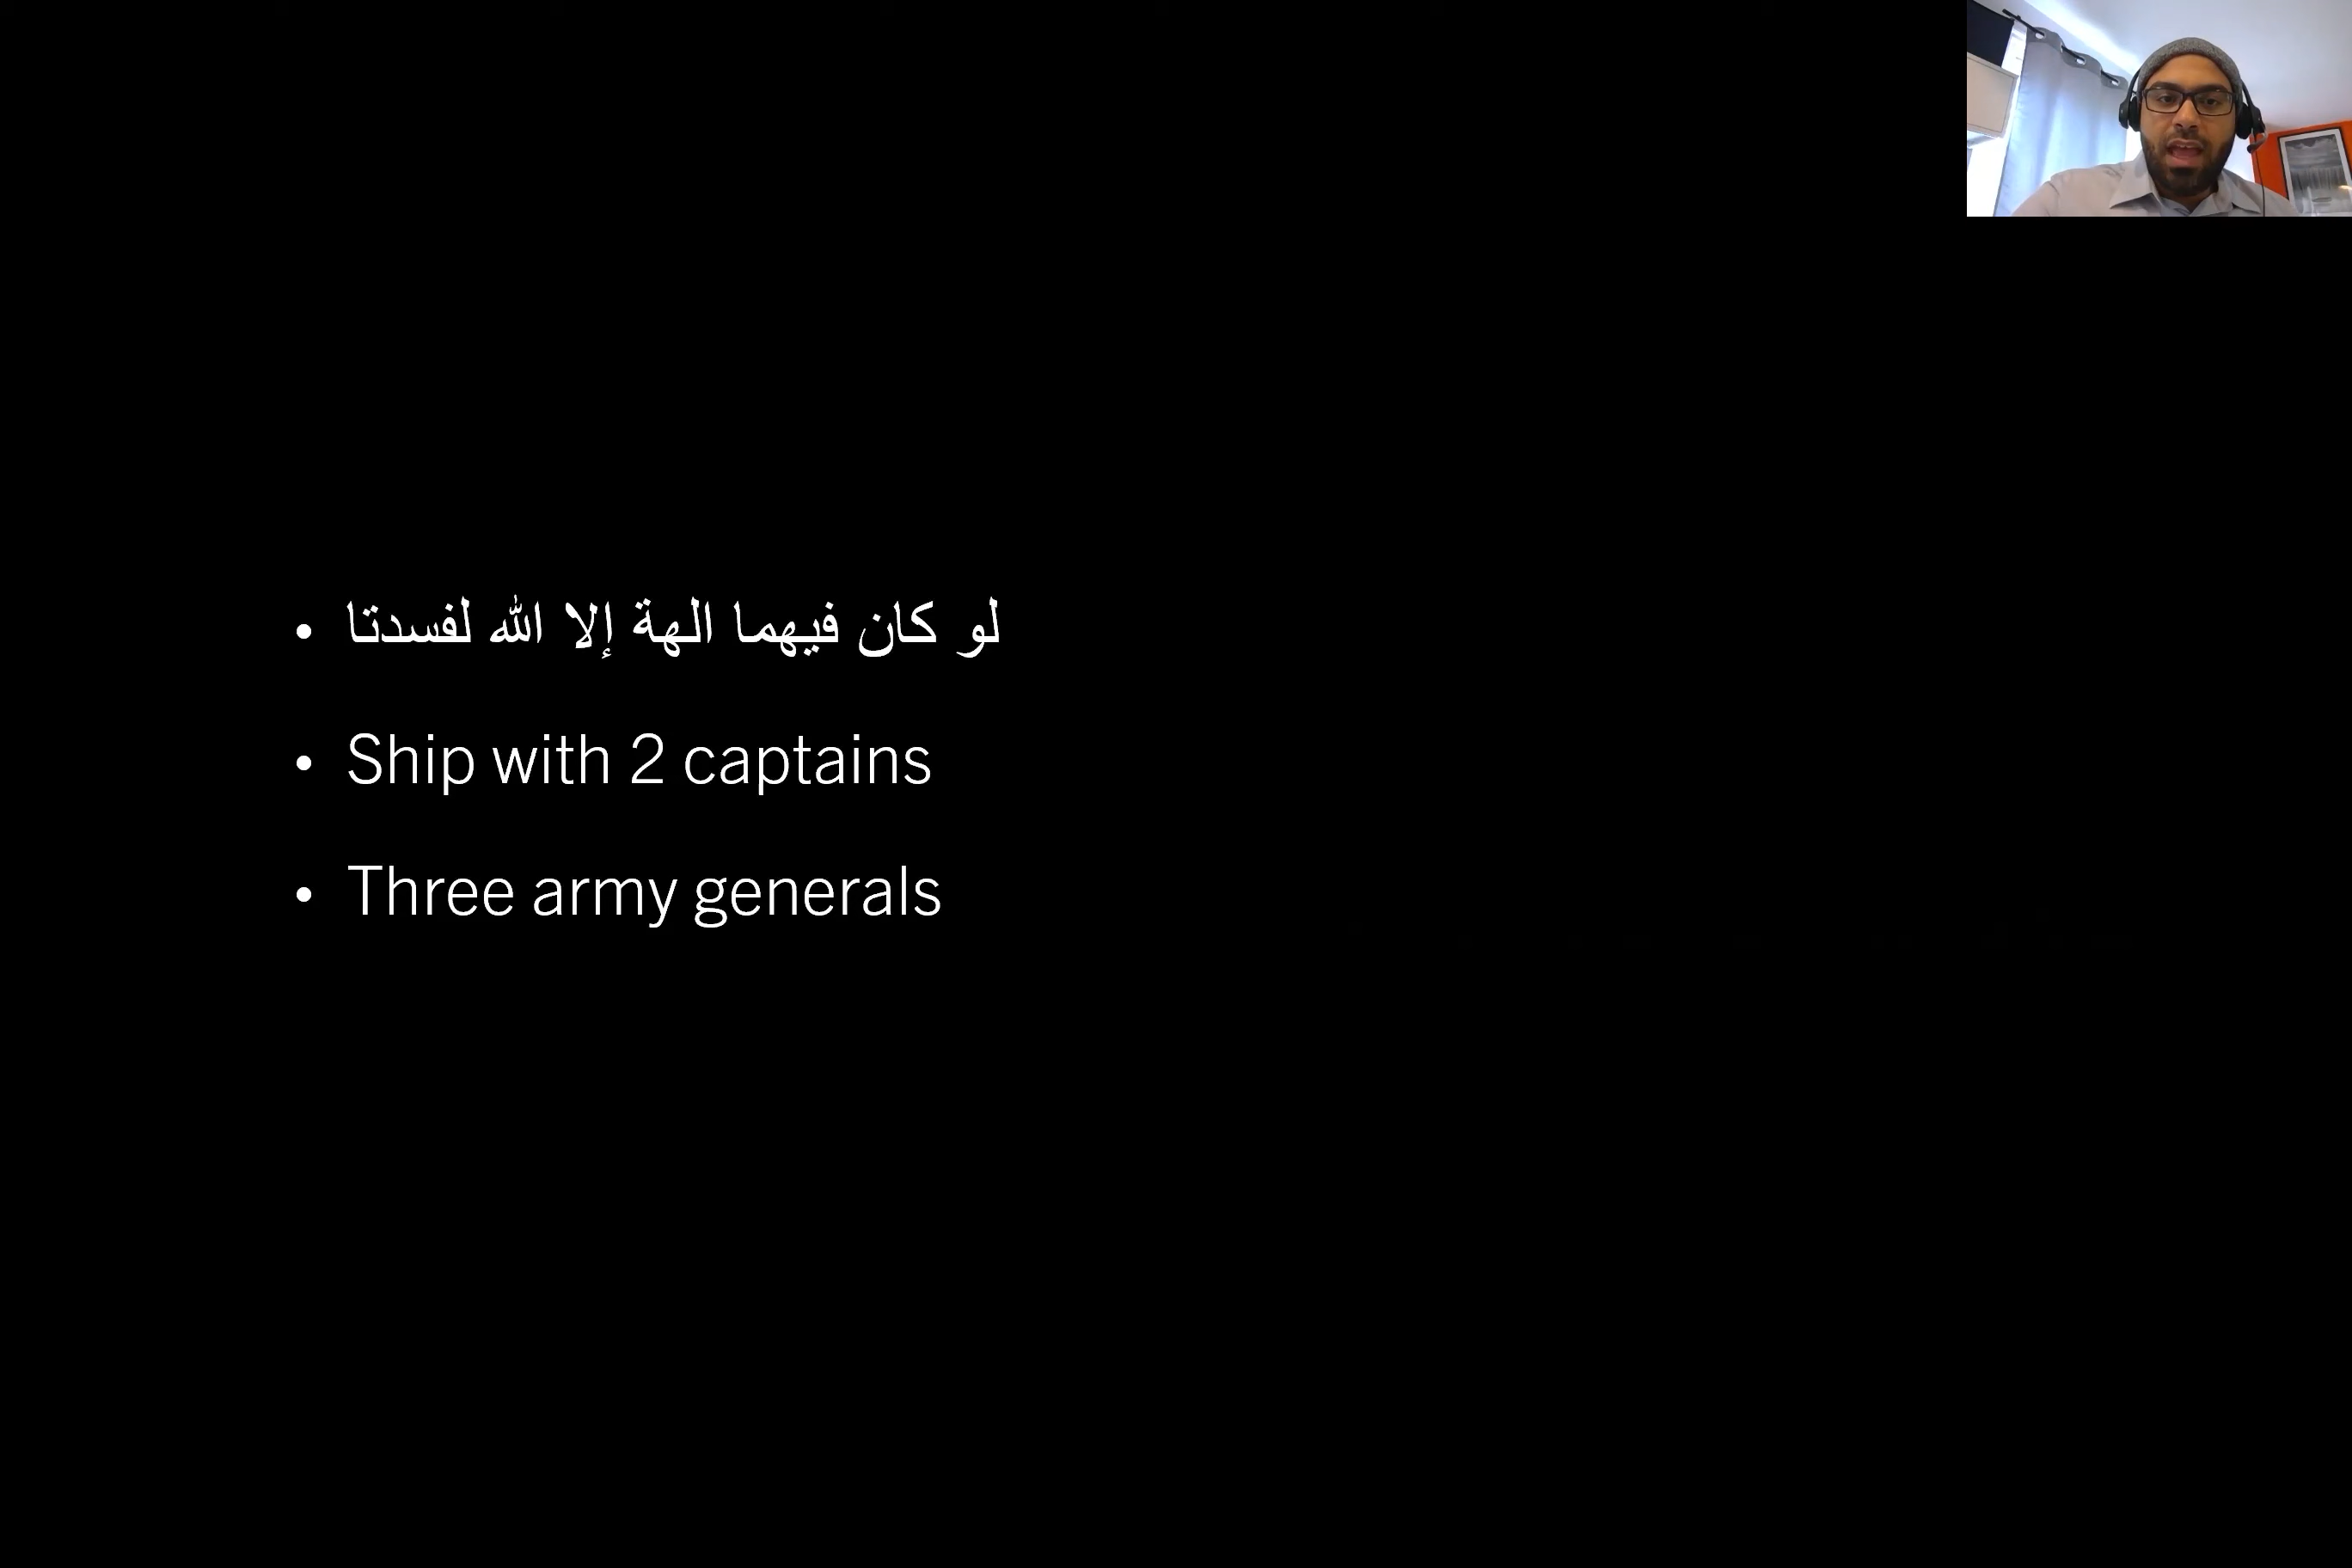 لو كان فيهما الهة إلا الله لفسدتا
Ship with 2 captains
Three army generals